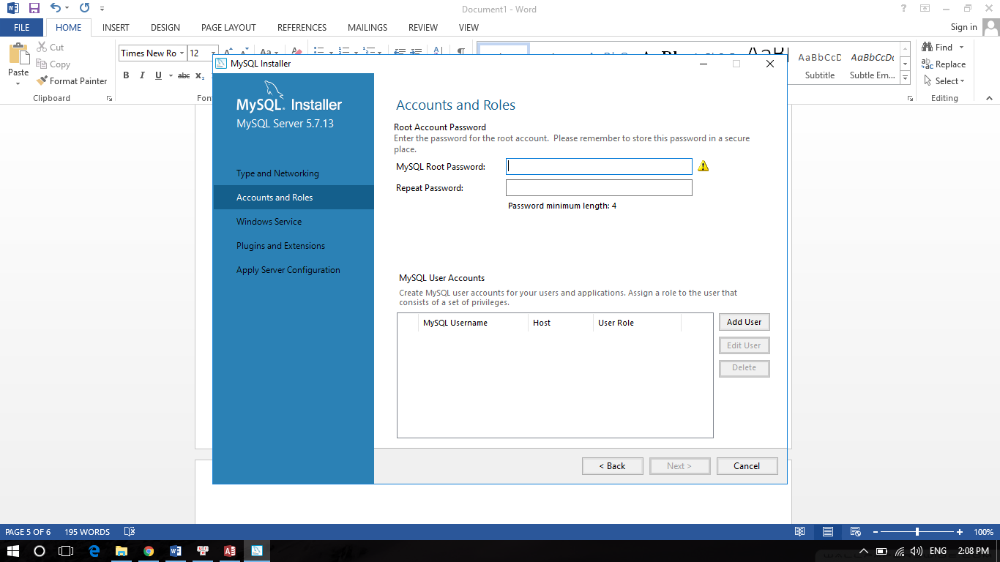 Document1 - Word
?
FILE
HOME
INSERT
DESIGN
PAGE LAYOUT
REFERENCES
MAILINGS
REVIEW
VIEW
Sign in
Paste
Cut
Copy
Format Painter
Clipboard
Times New Ro
12
Aa
B I U abc x₂
AaBbCcD
Subtitle
AaBbCcDc
Subtle Em...
Find
Replace
Select
Editing
MySQL Installer
MySQL. Installer
MySQL Server 5.7.13
Type and Networking
Accounts and Roles
Windows Service
Plugins and Extensions
Apply Server Configuration
Accounts and Roles
Root Account Password
Enter the password for the root account. Please remember to store this password in a secure
place.
MySQL Root Password:
Repeat Password:
Password minimum length: 4
MySQL User Accounts
Create MySQL user accounts for your users and applications. Assign a role to the user that
consists of a set of privileges.
MySQL Username
Host
User Role
Add User
Edit User
Delete
< Back
Next >
Cancel
PAGE 5 OF 6
195 WORDS
100%
ENG
2:08 PM